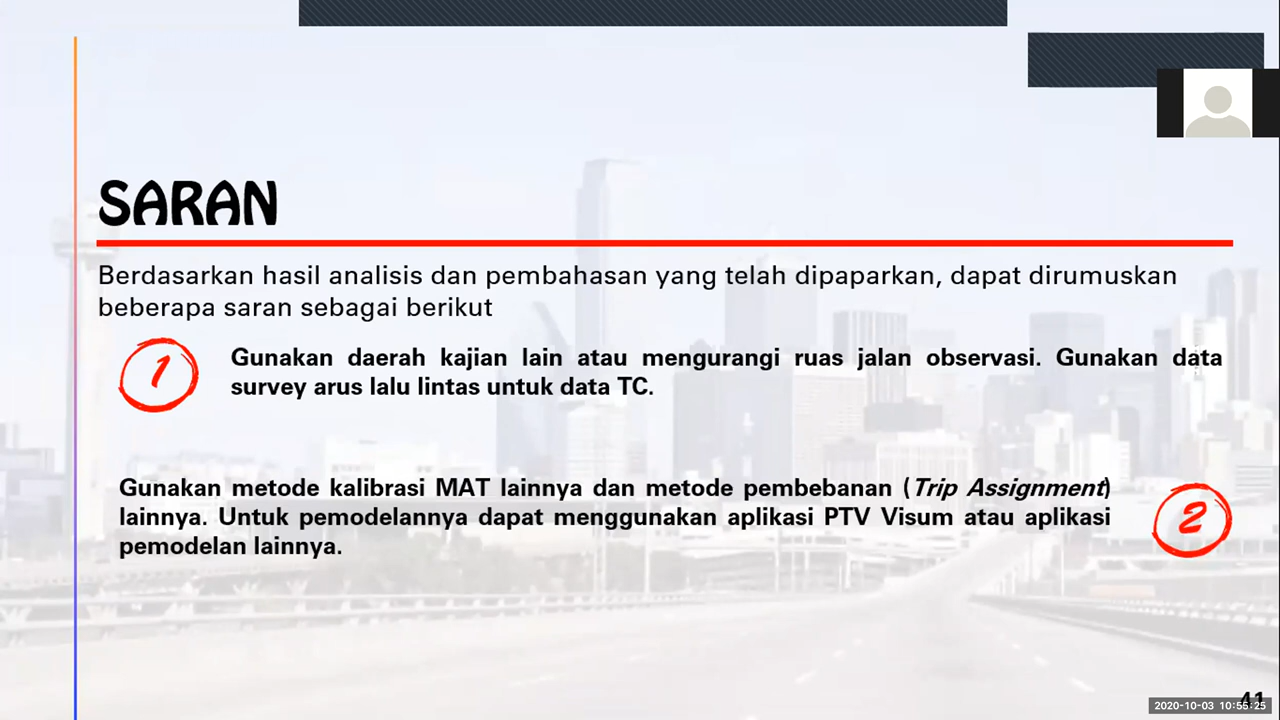 SARAN
Berdasarkan hasil analisis dan pembahasan yang telah dipaparkan, dapat dirumuskan
beberapa saran sebagai berikut
1
Gunakan daerah kajian lain atau mengurangi ruas jalan observasi. Gunakan data
survey arus lalu lintas untuk data TC.
Gunakan metode kalibrasi MAT lainnya dan metode pembebanan (Trip Assignment)
lainnya. Untuk pemodelannya dapat menggunakan aplikasi PTV Visum atau aplikasi
pemodelan lainnya.
2
41
2020-10-03 10:55:25